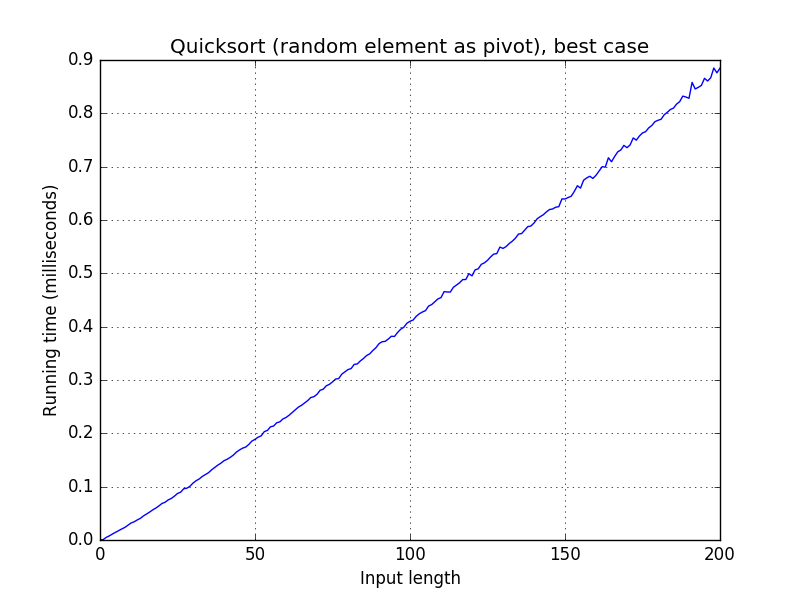 Quicksort (random element as pivot), best case
Running time (milliseconds)
0.9
0.8
0.7
0.6
0.5
0.4
0.3
0.2
0.1
0.0
0 50 100 150 200
Input length